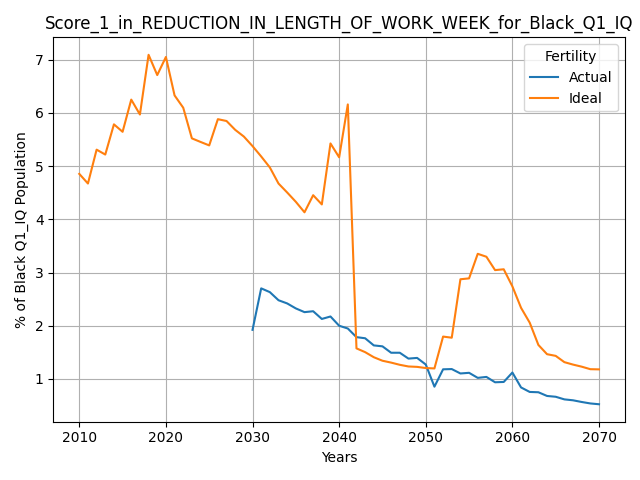 Score_1_in_REDUCTION_IN_LENGTH_OF_WORK_WEEK_for_Black_Q1_IQ
Fertility
Actual
Ideal
% of Black Q1_IQ Population
7
6
5
4
3
2
1
2010 2020 2030 2040 2050 2060 2070
Years